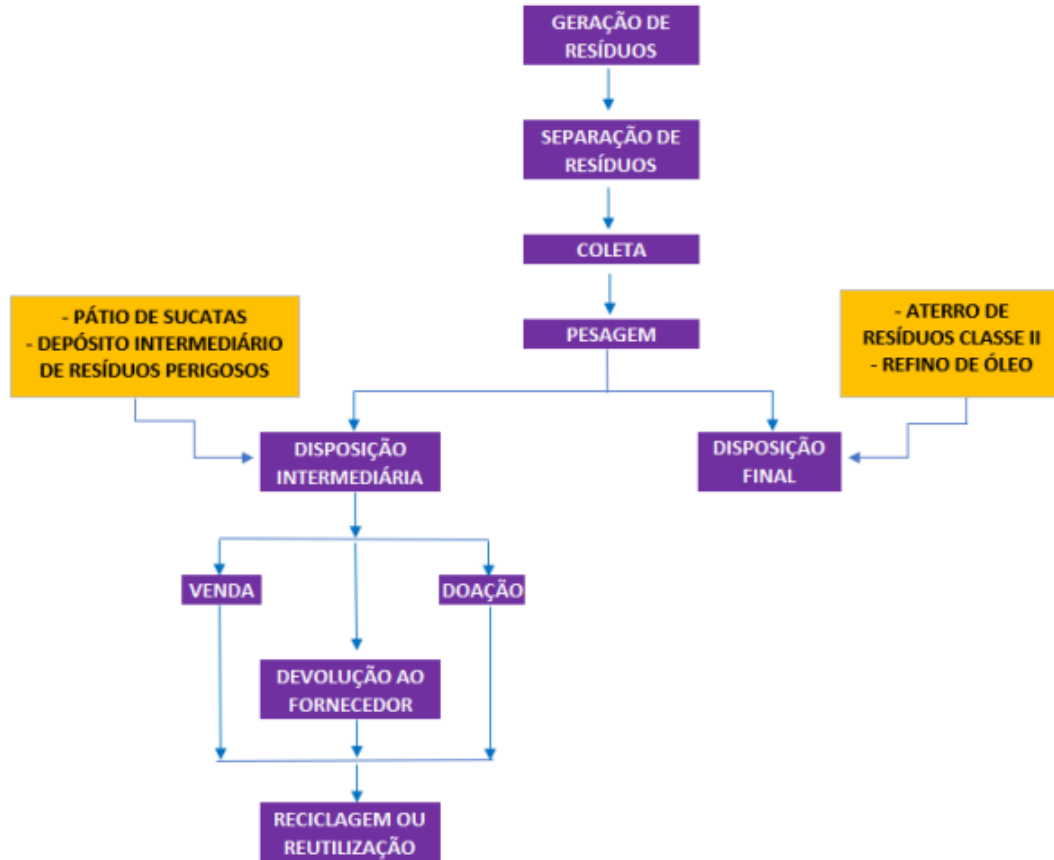 GERAÇÃO DE
RESÍDUOS
SEPARAÇÃO DE
RESÍDUOS
COLETA
PESAGEM
- PÁTIO DE SUCATAS
- DEPÓSITO INTERMEDIÁRIO
DE RESÍDUOS PERIGOSOS
- ATERRO DE
RESÍDUOS CLASSE II
- REFINO DE ÓLEO
DISPOSIÇÃO
INTERMEDIÁRIA
DISPOSIÇÃO
FINAL
VENDA
DOAÇÃO
DEVOLUÇÃO AO
FORNECEDOR
RECICLAGEM OU
REUTILIZAÇÃO